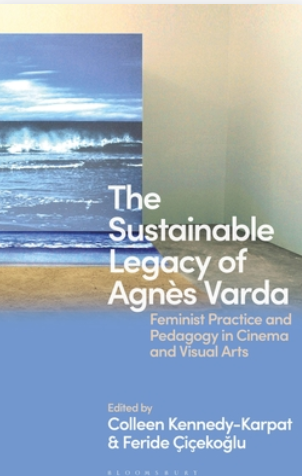 The
Sustainable
Legacy of
Agnès Varda
Feminist Practice and
Pedagogy in Cinema
and Visual Arts
Edited by
Colleen Kennedy-Karpat
& Feride Çiçekoğlu
BLOOMSBURY